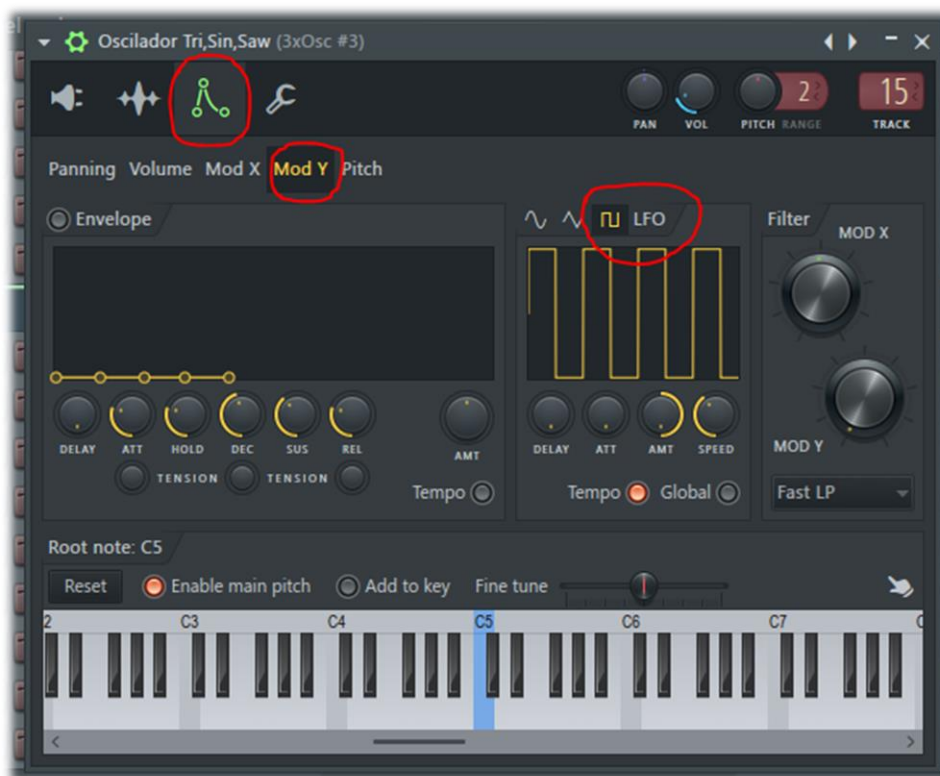 Oscilador Tri,Sin,Saw (3xOsc #3)
2
15
PAN VOL PITCH RANGE TRACK
Panning Volume Mod X Mod Y Pitch
Envelope
LFO
Filter
MOD X
DELAY ATT HOLD DEC SUS REL
AMT
DELAY ATT AMT SPEED
MOD Y
TENSION TENSION
Tempo
Tempo Global
Fast LP
Root note: C5
Reset Enable main pitch Add to key Fine tune
2 C3 C4 C5 C6 C7